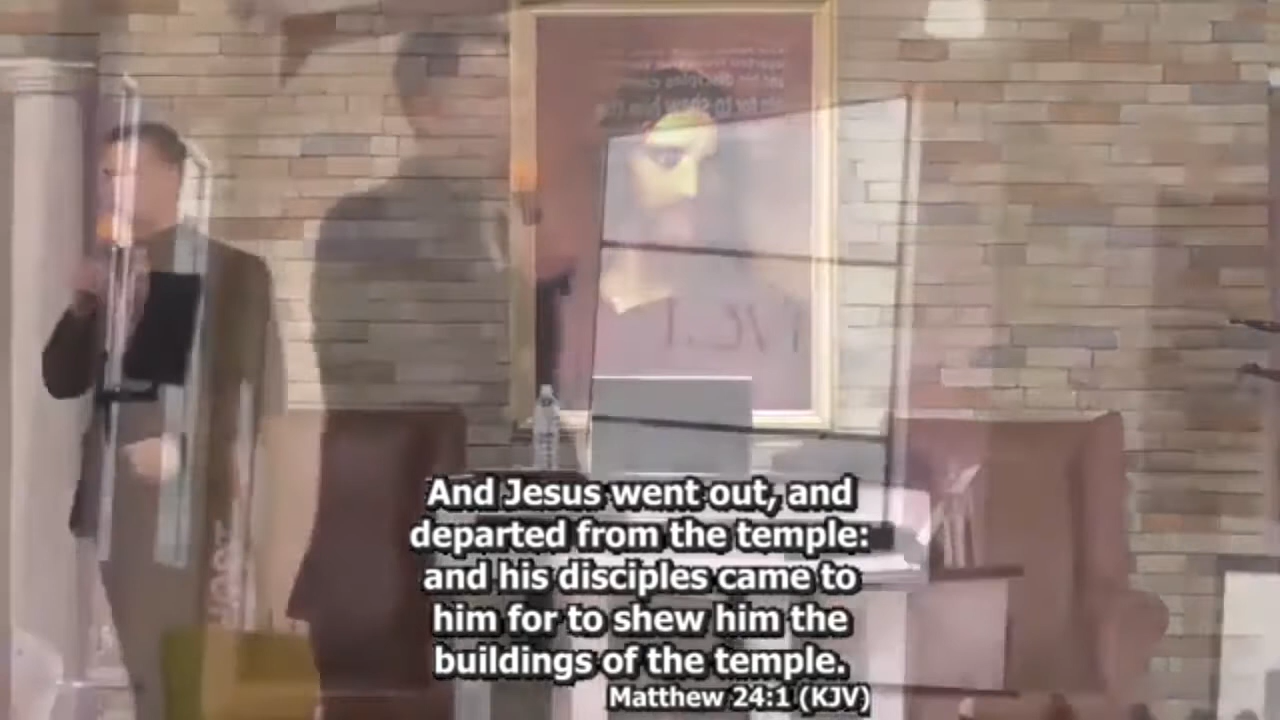 And Jesus went out, and
departed from the temple:
and his disciples came to
him for to shew him the
buildings of the temple.
Matthew 24:1 (KJV)